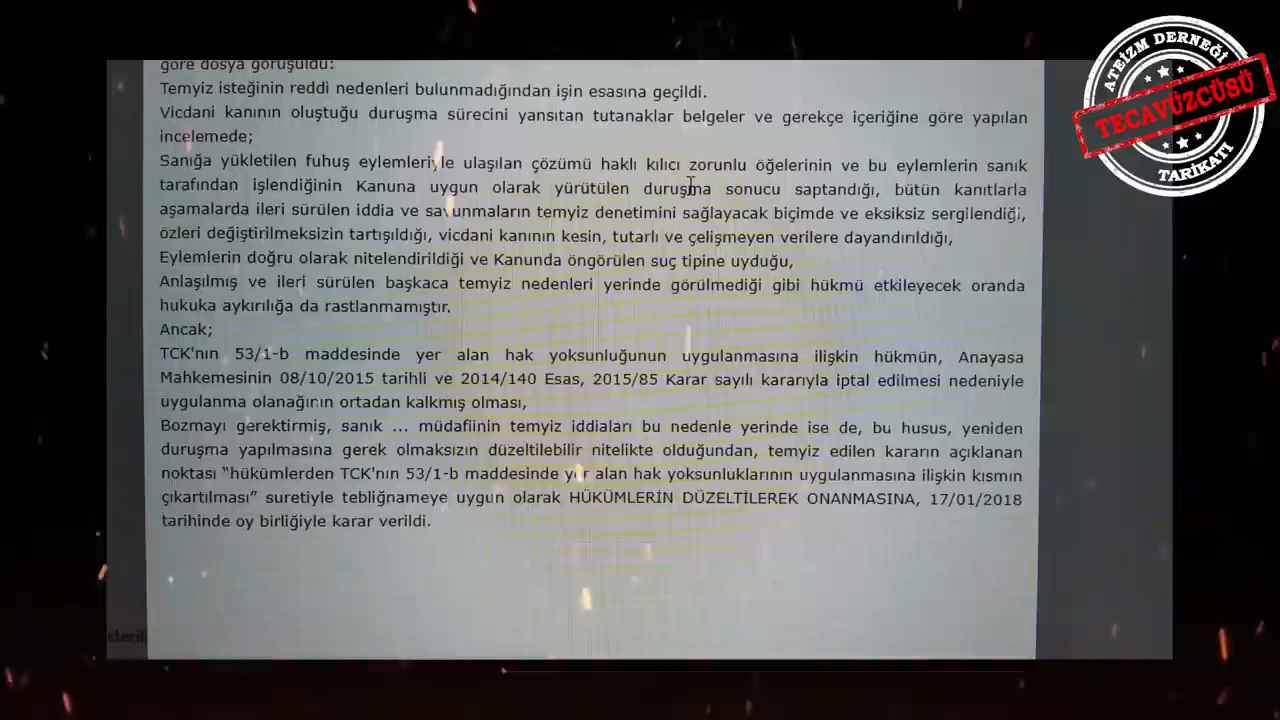 göre dosya görüşüldü:
Temyiz isteğinin reddi nedenleri bulunmadığından işin esasına geçildi.
Vicdani kanının oluştuğu duruşma sürecini yansıtan tutanaklar belgeler ve gerekçe içeriğine göre yapılan
incelemede;
Sanığa yükletilen fuhuş eylemleriyle ulaşılan çözümü haklı kılıcı zorunlu öğelerinin ve bu eylemlerin sanık
tarafından işlendiğinin Kanuna uygun olarak yürütülen duruşma sonucu saptandığı, bütün kanıtlarla
aşamalarda ileri sürülen iddia ve savunmaların temyiz denetimini sağlayacak biçimde ve eksiksiz sergilendiği,
özleri değiştirilmeksizin tartışıldığı, vicdani kanının kesin, tutarlı ve çelişmeyen verilere dayandırıldığı,
Eylemlerin doğru olarak nitelendirildiği ve Kanunda öngörülen suç tipine uyduğu,
Anlaşılmış ve ileri sürülen başkaca temyiz nedenleri yerinde görülmediği gibi hükmü etkileyecek oranda
hukuka aykırılığa da rastlanmamıştır.
Ancak;
TCK'nın 53/1-b maddesinde yer alan hak yoksunluğunun uygulanmasına ilişkin hükmün, Anayasa
Mahkemesinin 08/10/2015 tarihli ve 2014/140 Esas, 2015/85 Karar sayılı kararıyla iptal edilmesi nedeniyle
uygulanma olanağının ortadan kalkmış olması,
Bozmayı gerektirmiş, sanık ... müdafiinin temyiz iddiaları bu nedenle yerinde ise de, bu husus, yeniden
duruşma yapılmasına gerek olmaksızın düzeltilebilir nitelikte olduğundan, temyiz edilen kararın açıklanan
noktası “hükümlerden TCK'nın 53/1-b maddesinde yer alan hak yoksunluklarının uygulanmasına ilişkin kısmın
çıkartılması” suretiyle tebliğnameye uygun olarak HÜKÜMLERİN DÜZELTİLEREK ONANMASINA, 17/01/2018
tarihinde oy birliğiyle karar verildi.
ATEİZM DERNEĞİ
TECAVÜZCÜSÜ
TARİKATI